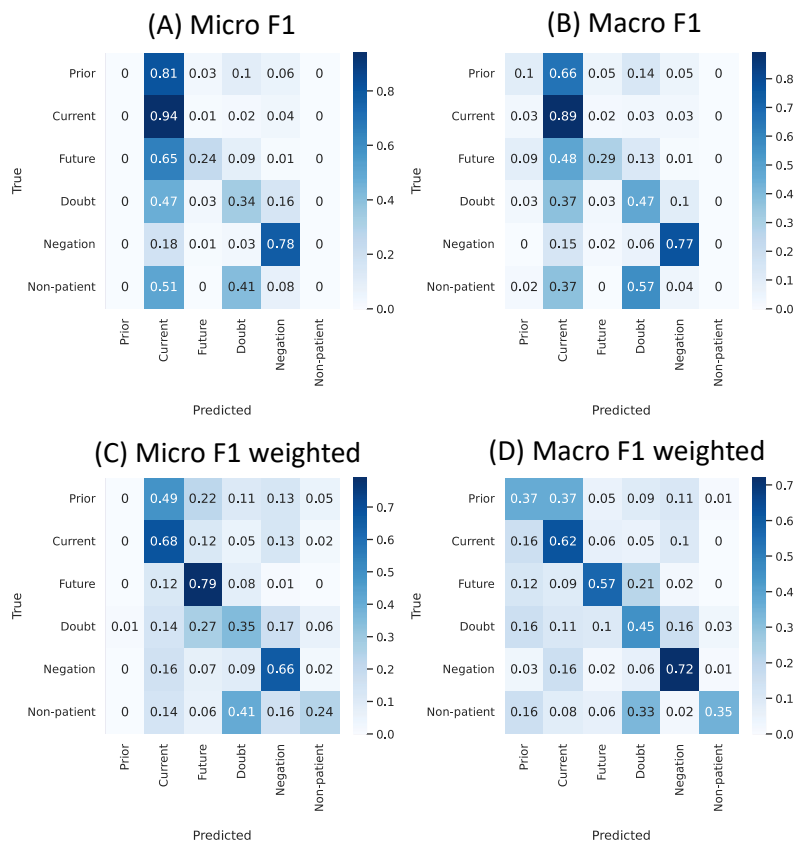 (A) Micro F1
(B) Macro F1
Prior 0 0.81 0.03 0.1 0.06 0
Current 0 0.94 0.01 0.02 0.04 0
Future 0 0.65 0.24 0.09 0.01 0
Doubt 0 0.47 0.03 0.34 0.16 0
Negation 0 0.18 0.01 0.03 0.78 0
Non-patient 0 0.51 0 0.41 0.08 0
True
Prior Current Future Doubt Negation Non-patient
Predicted
0.8
0.6
0.4
0.2
0.0
Prior 0.1 0.66 0.05 0.14 0.05 0
Current 0.03 0.89 0.02 0.03 0.03 0
Future 0.09 0.48 0.29 0.13 0.01 0
Doubt 0.03 0.37 0.03 0.47 0.1 0
Negation 0 0.15 0.02 0.06 0.77 0
Non-patient 0.02 0.37 0 0.57 0.04 0
True
Prior Current Future Doubt Negation Non-patient
Predicted
0.8
0.7
0.6
0.5
0.4
0.3
0.2
0.1
0.0
(C) Micro F1 weighted
(D) Macro F1 weighted
Prior 0 0.49 0.22 0.11 0.13 0.05
Current 0 0.68 0.12 0.05 0.13 0.02
Future 0 0.12 0.79 0.08 0.01 0
Doubt 0.01 0.14 0.27 0.35 0.17 0.06
Negation 0 0.16 0.07 0.09 0.66 0.02
Non-patient 0 0.14 0.06 0.41 0.16 0.24
True
Prior Current Future Doubt Negation Non-patient
Predicted
0.7
0.6
0.5
0.4
0.3
0.2
0.1
0.0
Prior 0.37 0.37 0.05 0.09 0.11 0.01
Current 0.16 0.62 0.06 0.05 0.1 0
Future 0.12 0.09 0.57 0.21 0.02 0
Doubt 0.16 0.11 0.1 0.45 0.16 0.03
Negation 0.03 0.16 0.02 0.06 0.72 0.01
Non-patient 0.16 0.08 0.06 0.33 0.02 0.35
True
Prior Current Future Doubt Negation Non-patient
Predicted
0.7
0.6
0.5
0.4
0.3
0.2
0.1
0.0